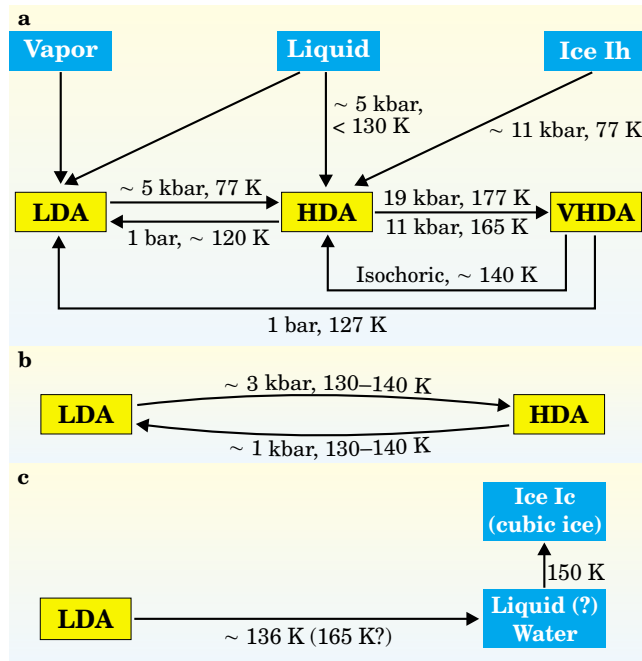 a
Vapor
Liquid
Ice Ih
~ 5 kbar,
< 130 K
~ 11 kbar, 77 K
~ 5 kbar, 77 K
19 kbar, 177 K
LDA
HDA
VHDA
1 bar, ~ 120 K
11 kbar, 165 K
Isochoric, ~ 140 K
1 bar, 127 K
b
~ 3 kbar, 130–140 K
LDA
HDA
~ 1 kbar, 130–140 K
c
Ice Ic
(cubic ice)
150 K
LDA
Liquid (?)
Water
~ 136 K (165 K?)